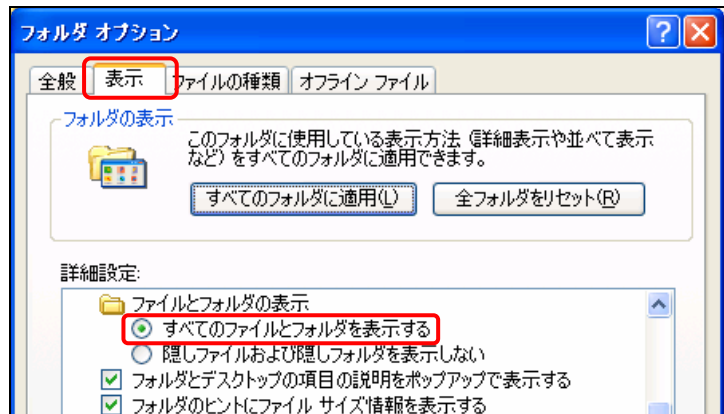 フォルダ オプション
全般
表示
ファイルの種類
オフライン ファイル
フォルダの表示
このフォルダに使用している表示方法 (詳細表示や並べて表示
など) をすべてのフォルダに適用できます。
すべてのフォルダに適用(L)
全フォルダをリセット(R)
詳細設定:
ファイルとフォルダの表示
すべてのファイルとフォルダを表示する
隠しファイルおよび隠しフォルダを表示しない
フォルダとデスクトップの項目の説明をポップアップで表示する
フォルダのヒントにファイル サイズ情報を表示する